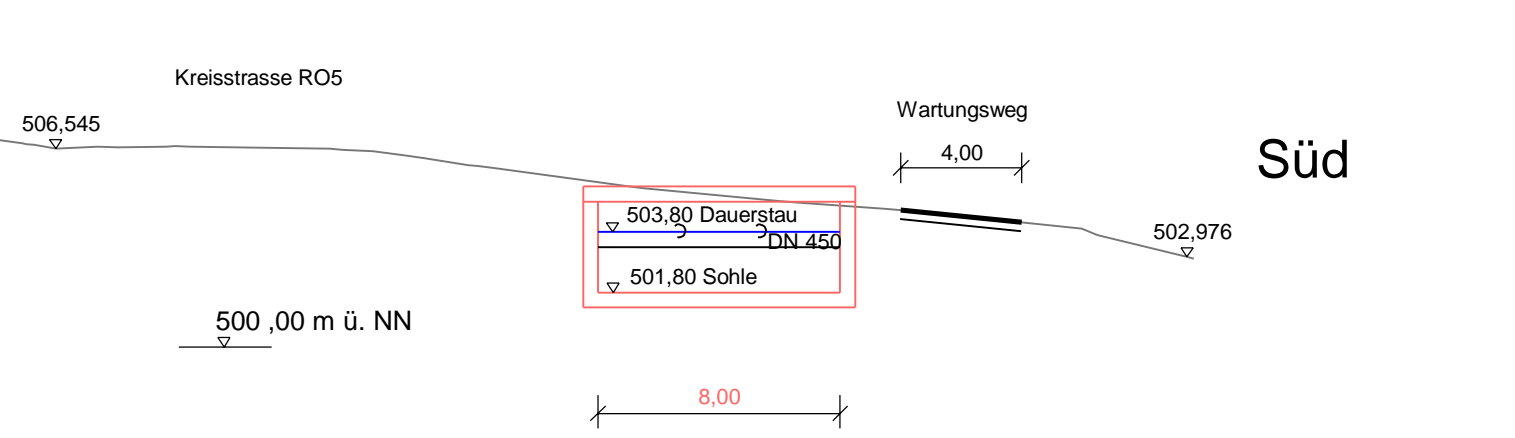 Kreisstrasse RO5
Wartungsweg
506,545
4,00
Süd
503,80 Dauerstau
502,976
DN 450
501,80 Sohle
500 ,00 m ü. NN
8,00